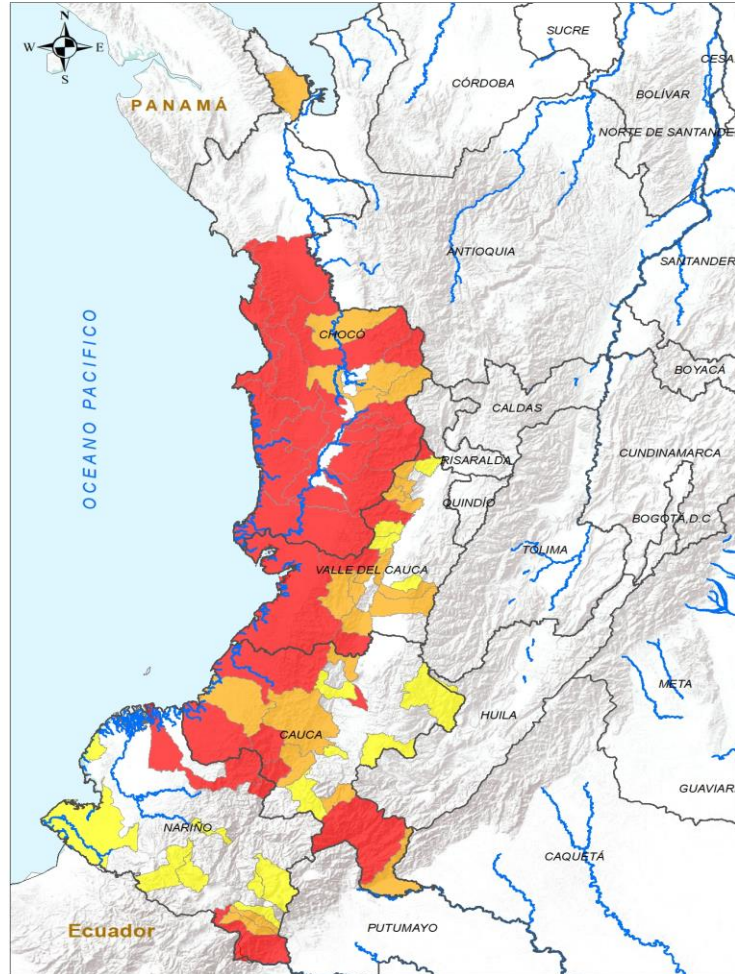 N
W E
S
SUCRE
CESA
CÓRDOBA
BOLÍVAR
PANAMÁ
NORTE DE SANTANDE
ANTIOQUIA
SANTANDER
OCEANO PACIFICO
CHOCÓ
BOYACÁ
CALDAS
CUNDINAMARCA
RISARALDA
QUINDÍO
BOGOTÁ, D.C
TOLIMA
VALLE DEL CAUCA
META
HUILA
CAUCA
GUAVIAR
NARIÑO
CAQUETÁ
PUTUMAYO
Ecuador